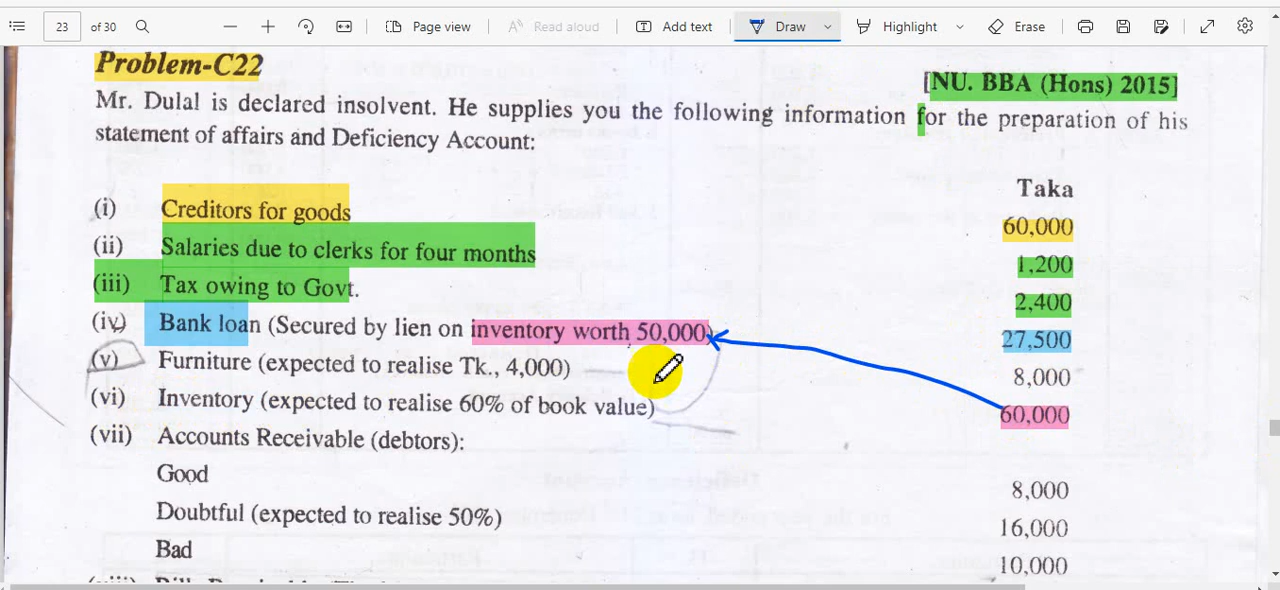 23 of 30 Page view Read aloud Add text Draw Highlight Erase
Problem-C22
[NU. BBA (Hons) 2015]
Mr. Dulal is declared insolvent. He supplies you the following information for the preparation of his
statement of affairs and Deficiency Account:
Taka
(i) Creditors for goods 60,000
(ii) Salaries due to clerks for four months 1,200
(iii) Tax owing to Govt. 2,400
(iv) Bank loan (Secured by lien on inventory worth 50,000) 27,500
(v) Furniture (expected to realise Tk., 4,000) 8,000
(vi) Inventory (expected to realise 60% of book value) 60,000
(vii) Accounts Receivable (debtors):
Good 8,000
Doubtful (expected to realise 50%) 16,000
Bad 10,000